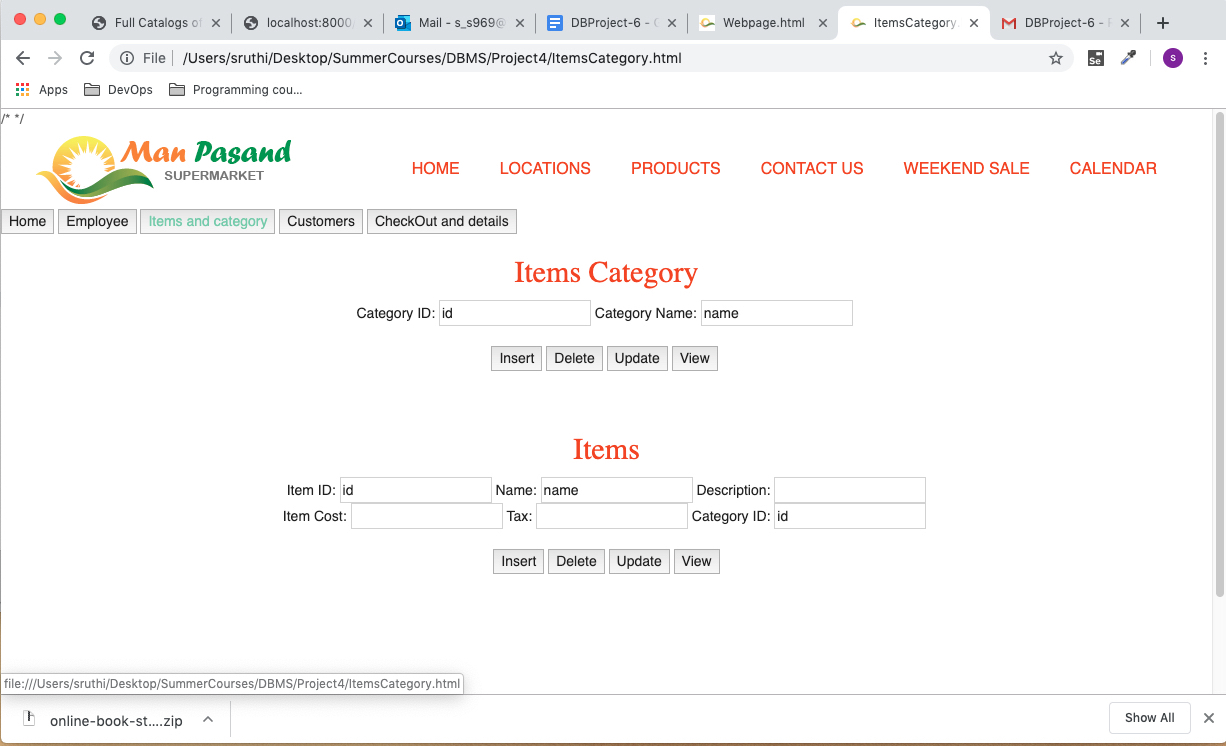 Full Catalogs of localhost:8000/ Mail - s_s969@ DBProject-6 - G Webpage.html ItemsCategory. DBProject-6 -
File /Users/sruthi/Desktop/SummerCourses/DBMS/Project4/ItemsCategory.html Se s
Apps DevOps Programming cou...
/* */
Man Pasand
SUPERMARKET
HOME LOCATIONS PRODUCTS CONTACT US WEEKEND SALE CALENDAR
Home Employee Items and category Customers CheckOut and details
Items Category
Category ID: id Category Name: name
Insert Delete Update View
Items
Item ID: id Name: name Description:
Item Cost: Tax: Category ID: id
Insert Delete Update View
file:///Users/sruthi/Desktop/SummerCourses/DBMS/Project4/ItemsCategory.html
online-book-st....zip Show All